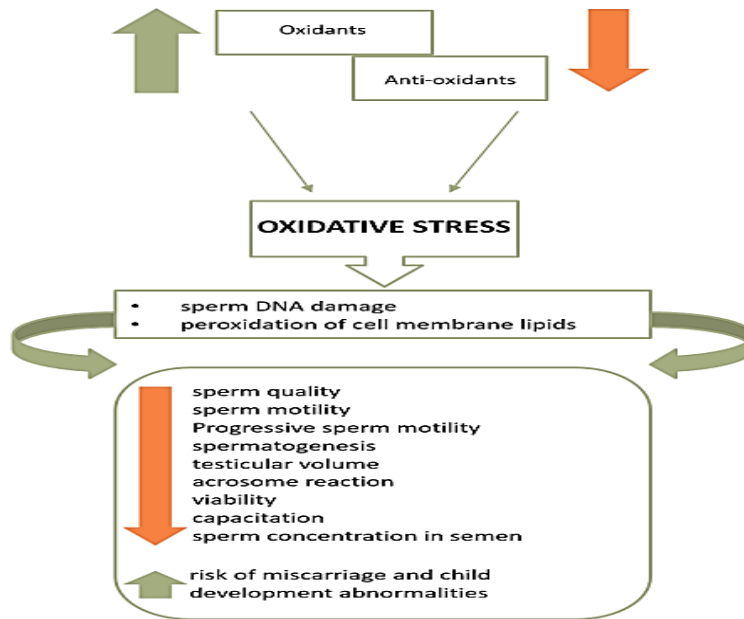 Oxidants
Anti-oxidants
OXIDATIVE STRESS
• sperm DNA damage
• peroxidation of cell membrane lipids
sperm quality
sperm motility
Progressive sperm motility
spermatogenesis
testicular volume
acrosome reaction
viability
capacitation
sperm concentration in semen
risk of miscarriage and child
development abnormalities